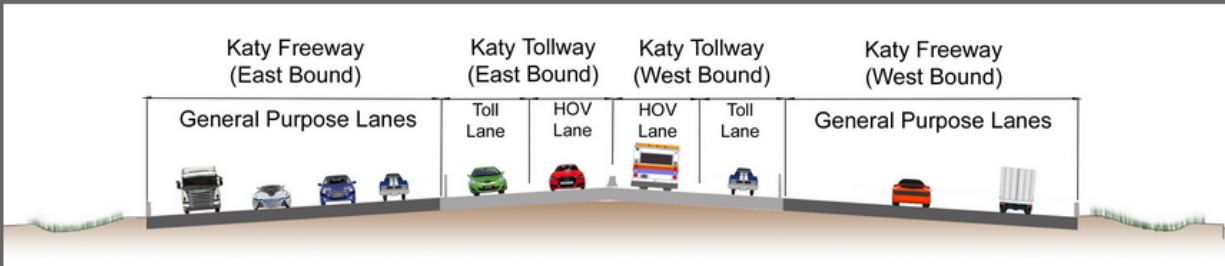 Katy Freeway
(East Bound)
Katy Tollway
(East Bound)
Katy Tollway
(West Bound)
Katy Freeway
(West Bound)
General Purpose Lanes
Toll
Lane
HOV
Lane
HOV
Lane
Toll
Lane
General Purpose Lanes